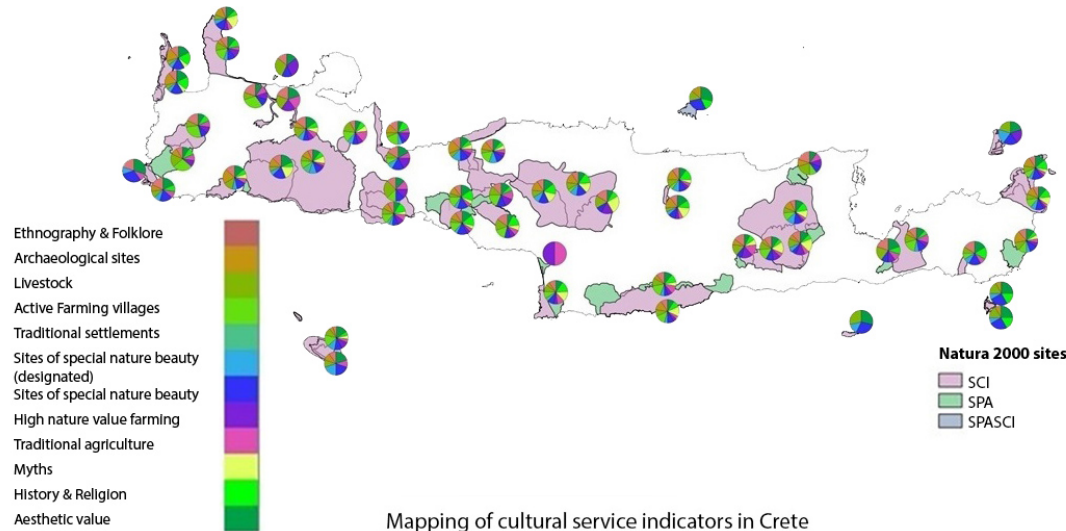 Ethnography & Folklore
Archaeological sites
Livestock
Active Farming villages
Traditional settlements
Sites of special nature beauty
(designated)
Sites of special nature beauty
High nature value farming
Traditional agriculture
Myths
History & Religion
Aesthetic value
Natura 2000 sites
SCI
SPA
SPASCI
Mapping of cultural service indicators in Crete